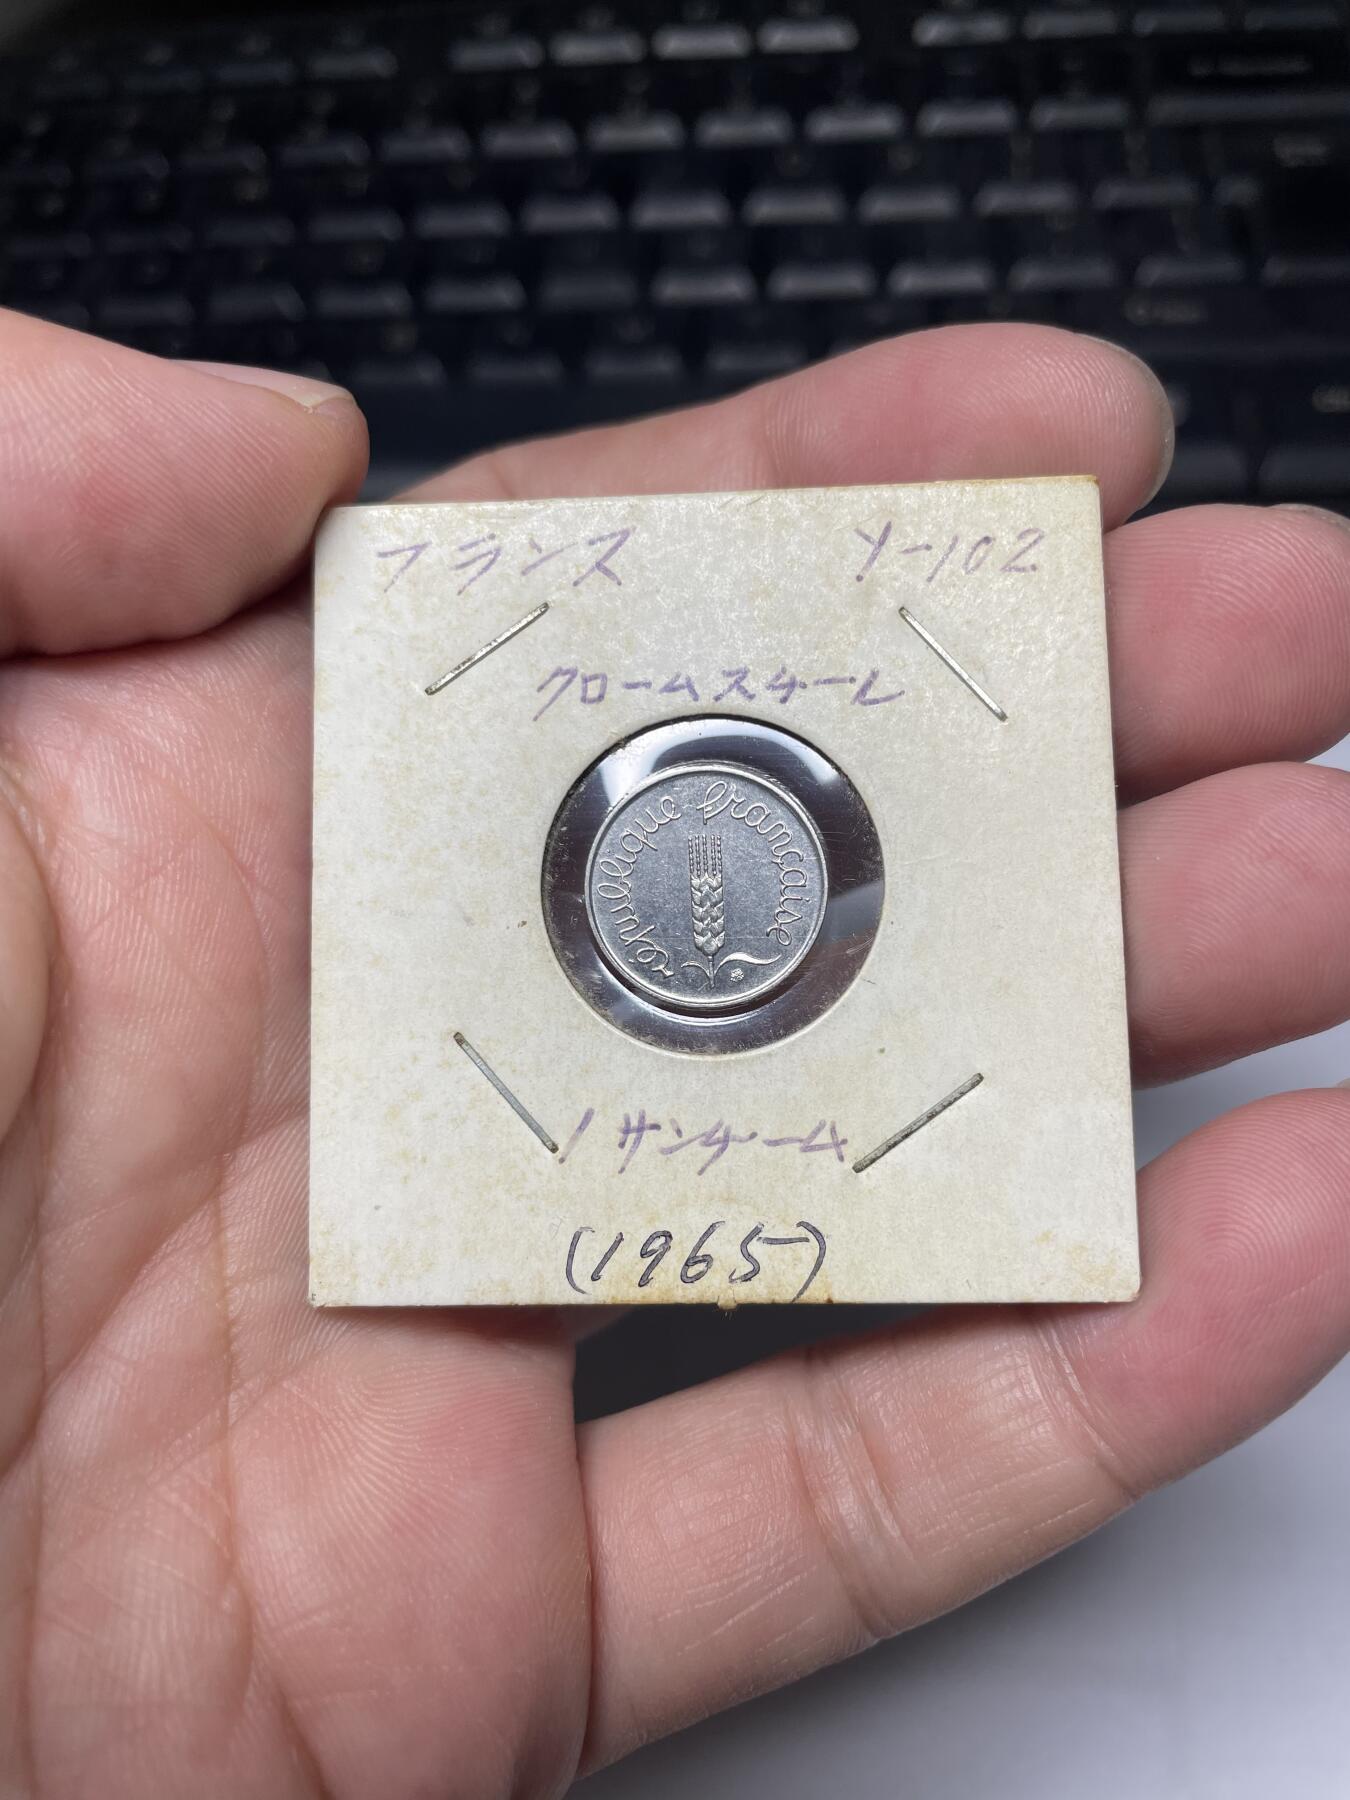 フランス Y-102
クロームスチール
république française
1 サンチーム
(1965)